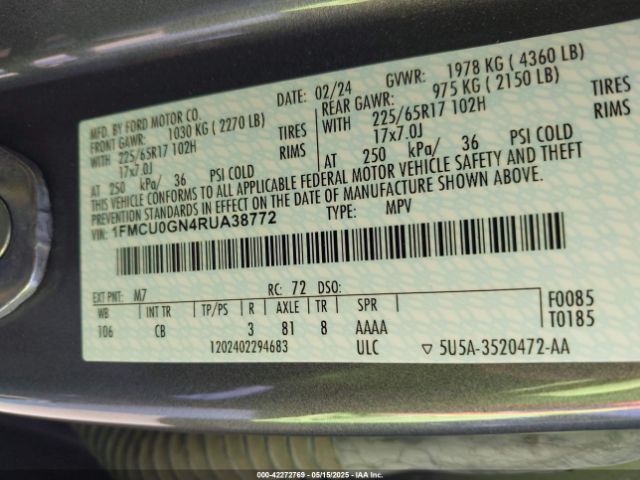 MFD. BY FORD MOTOR CO. DATE: 02/24 GVWR: 1978 KG ( 4360 LB)
FRONT GAWR: 1030 KG ( 2270 LB) REAR GAWR: 975 KG ( 2150 LB)
WITH 225/65R17 102H TIRES WITH 225/65R17 102H TIRES
17x7.0J RIMS 17x7.0J RIMS
AT 250 kPa/ 36 PSI COLD AT 250 kPa/ 36 PSI COLD
THIS VEHICLE CONFORMS TO ALL APPLICABLE FEDERAL MOTOR VEHICLE SAFETY AND THEFT
PREVENTION STANDARDS IN EFFECT ON THE DATE OF MANUFACTURE SHOWN ABOVE.
VIN: 1FMCU0GN4RUA38772 TYPE: MPV
EXT PNT: M7 RC: 72 DSO: F0085
WB INT TR TP/PS R AXLE TR SPR T0185
106 CB 3 81 8 AAAA
1202402294683 ULC ▽ 5U5A-3520472-AA
000-42272769 • 05/15/2025 • IAA Inc.